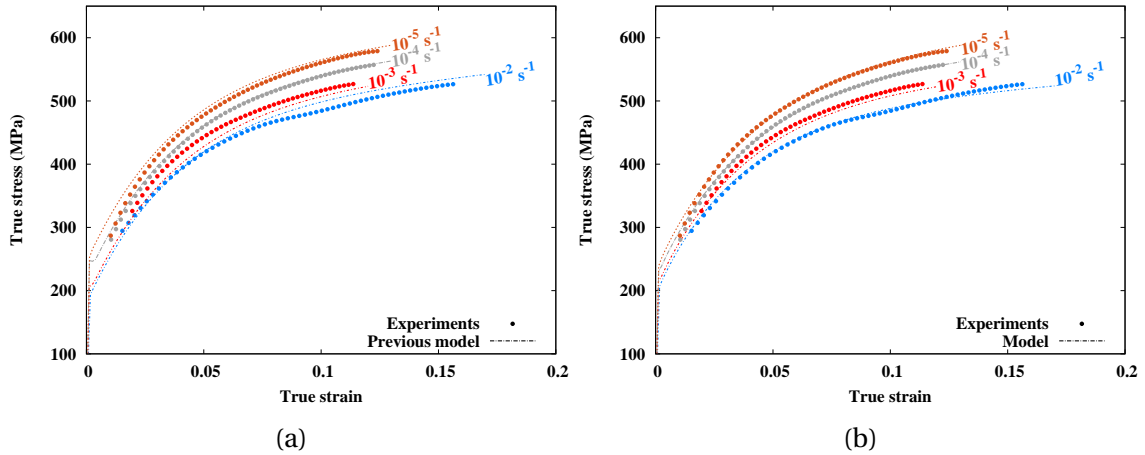 600
500
400
300
200
100
True stress (MPa)
10⁻⁵ s⁻¹
10⁻⁴ s⁻¹
10⁻³ s⁻¹
10⁻² s⁻¹
Experiments
Previous model
0
0.05
0.1
0.15
0.2
True strain
(a)
600
500
400
300
200
100
True stress (MPa)
10⁻⁵ s⁻¹
10⁻⁴ s⁻¹
10⁻³ s⁻¹
10⁻² s⁻¹
Experiments
Model
0
0.05
0.1
0.15
0.2
True strain
(b)